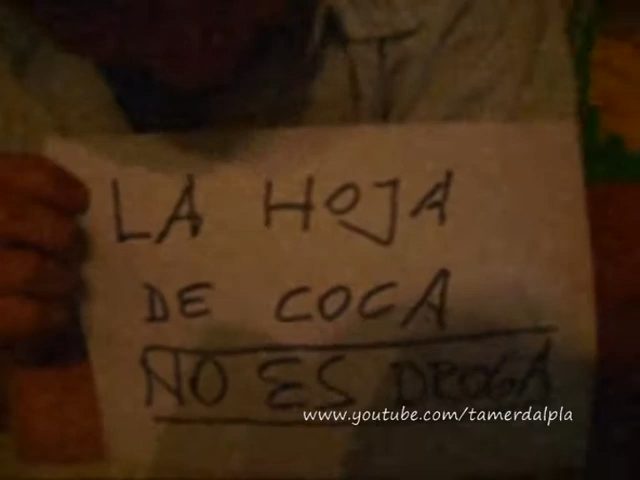 LA HOJA
DE COCA
NO ES DROGA
www.youtube.com/tamerdalpla